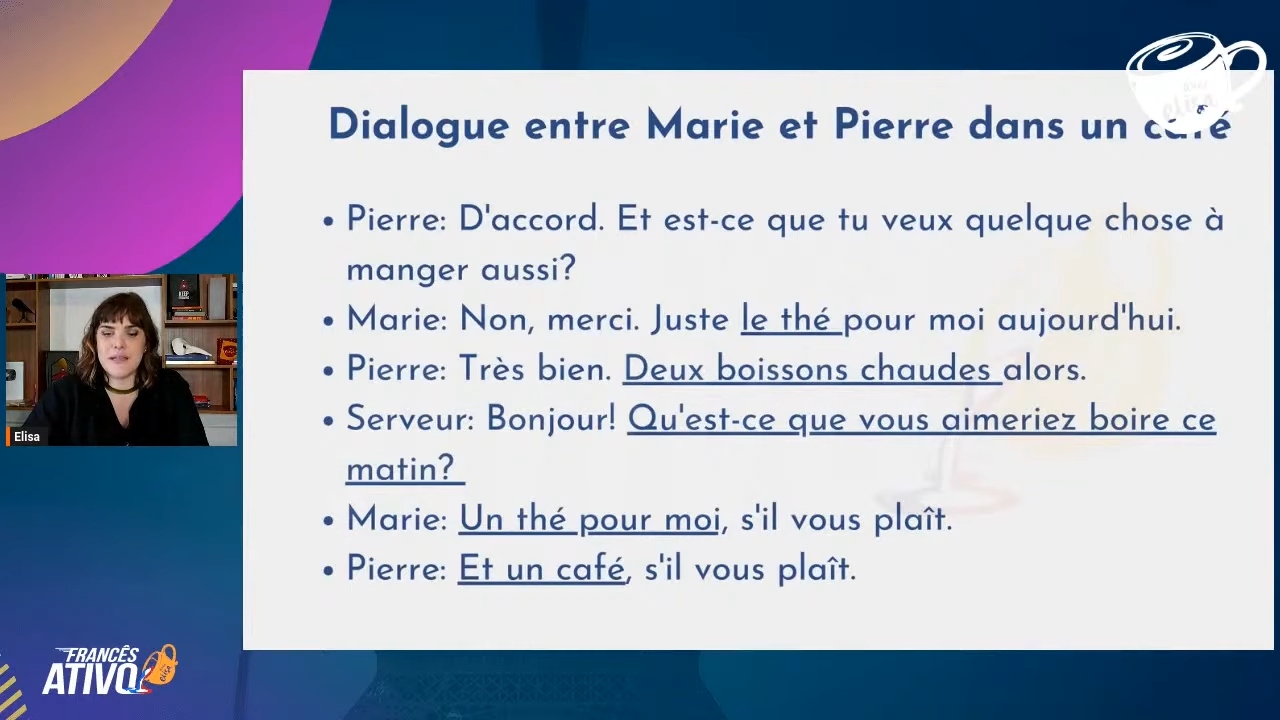 Dialogue entre Marie et Pierre dans un café
• Pierre: D'accord. Et est-ce que tu veux quelque chose à
manger aussi?
• Marie: Non, merci. Juste le thé pour moi aujourd'hui.
• Pierre: Très bien. Deux boissons chaudes alors.
• Serveur: Bonjour! Qu'est-ce que vous aimeriez boire ce
matin?
• Marie: Un thé pour moi, s'il vous plaît.
• Pierre: Et un café, s'il vous plaît.
Elisa
FRANCÊS
ATIVO